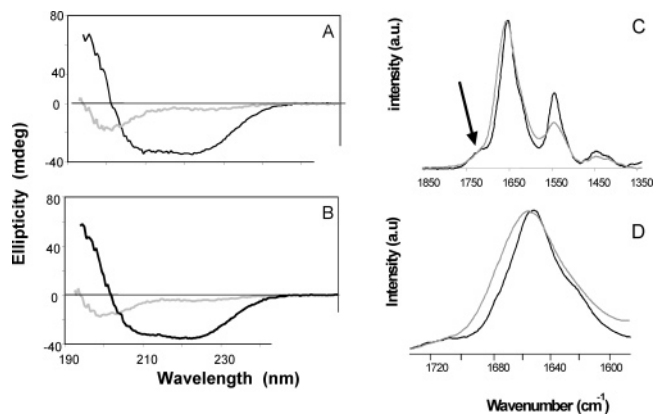 80
A
40
0
-40
80
B
40
0
-40
190 210 230
Ellipticity (mdeg)
Wavelength (nm)
C
intensity (a.u.)
1850 1750 1650 1550 1450 1350
D
Intensity (a.u)
1720 1680 1640 1600
Wavenumber (cm-1)